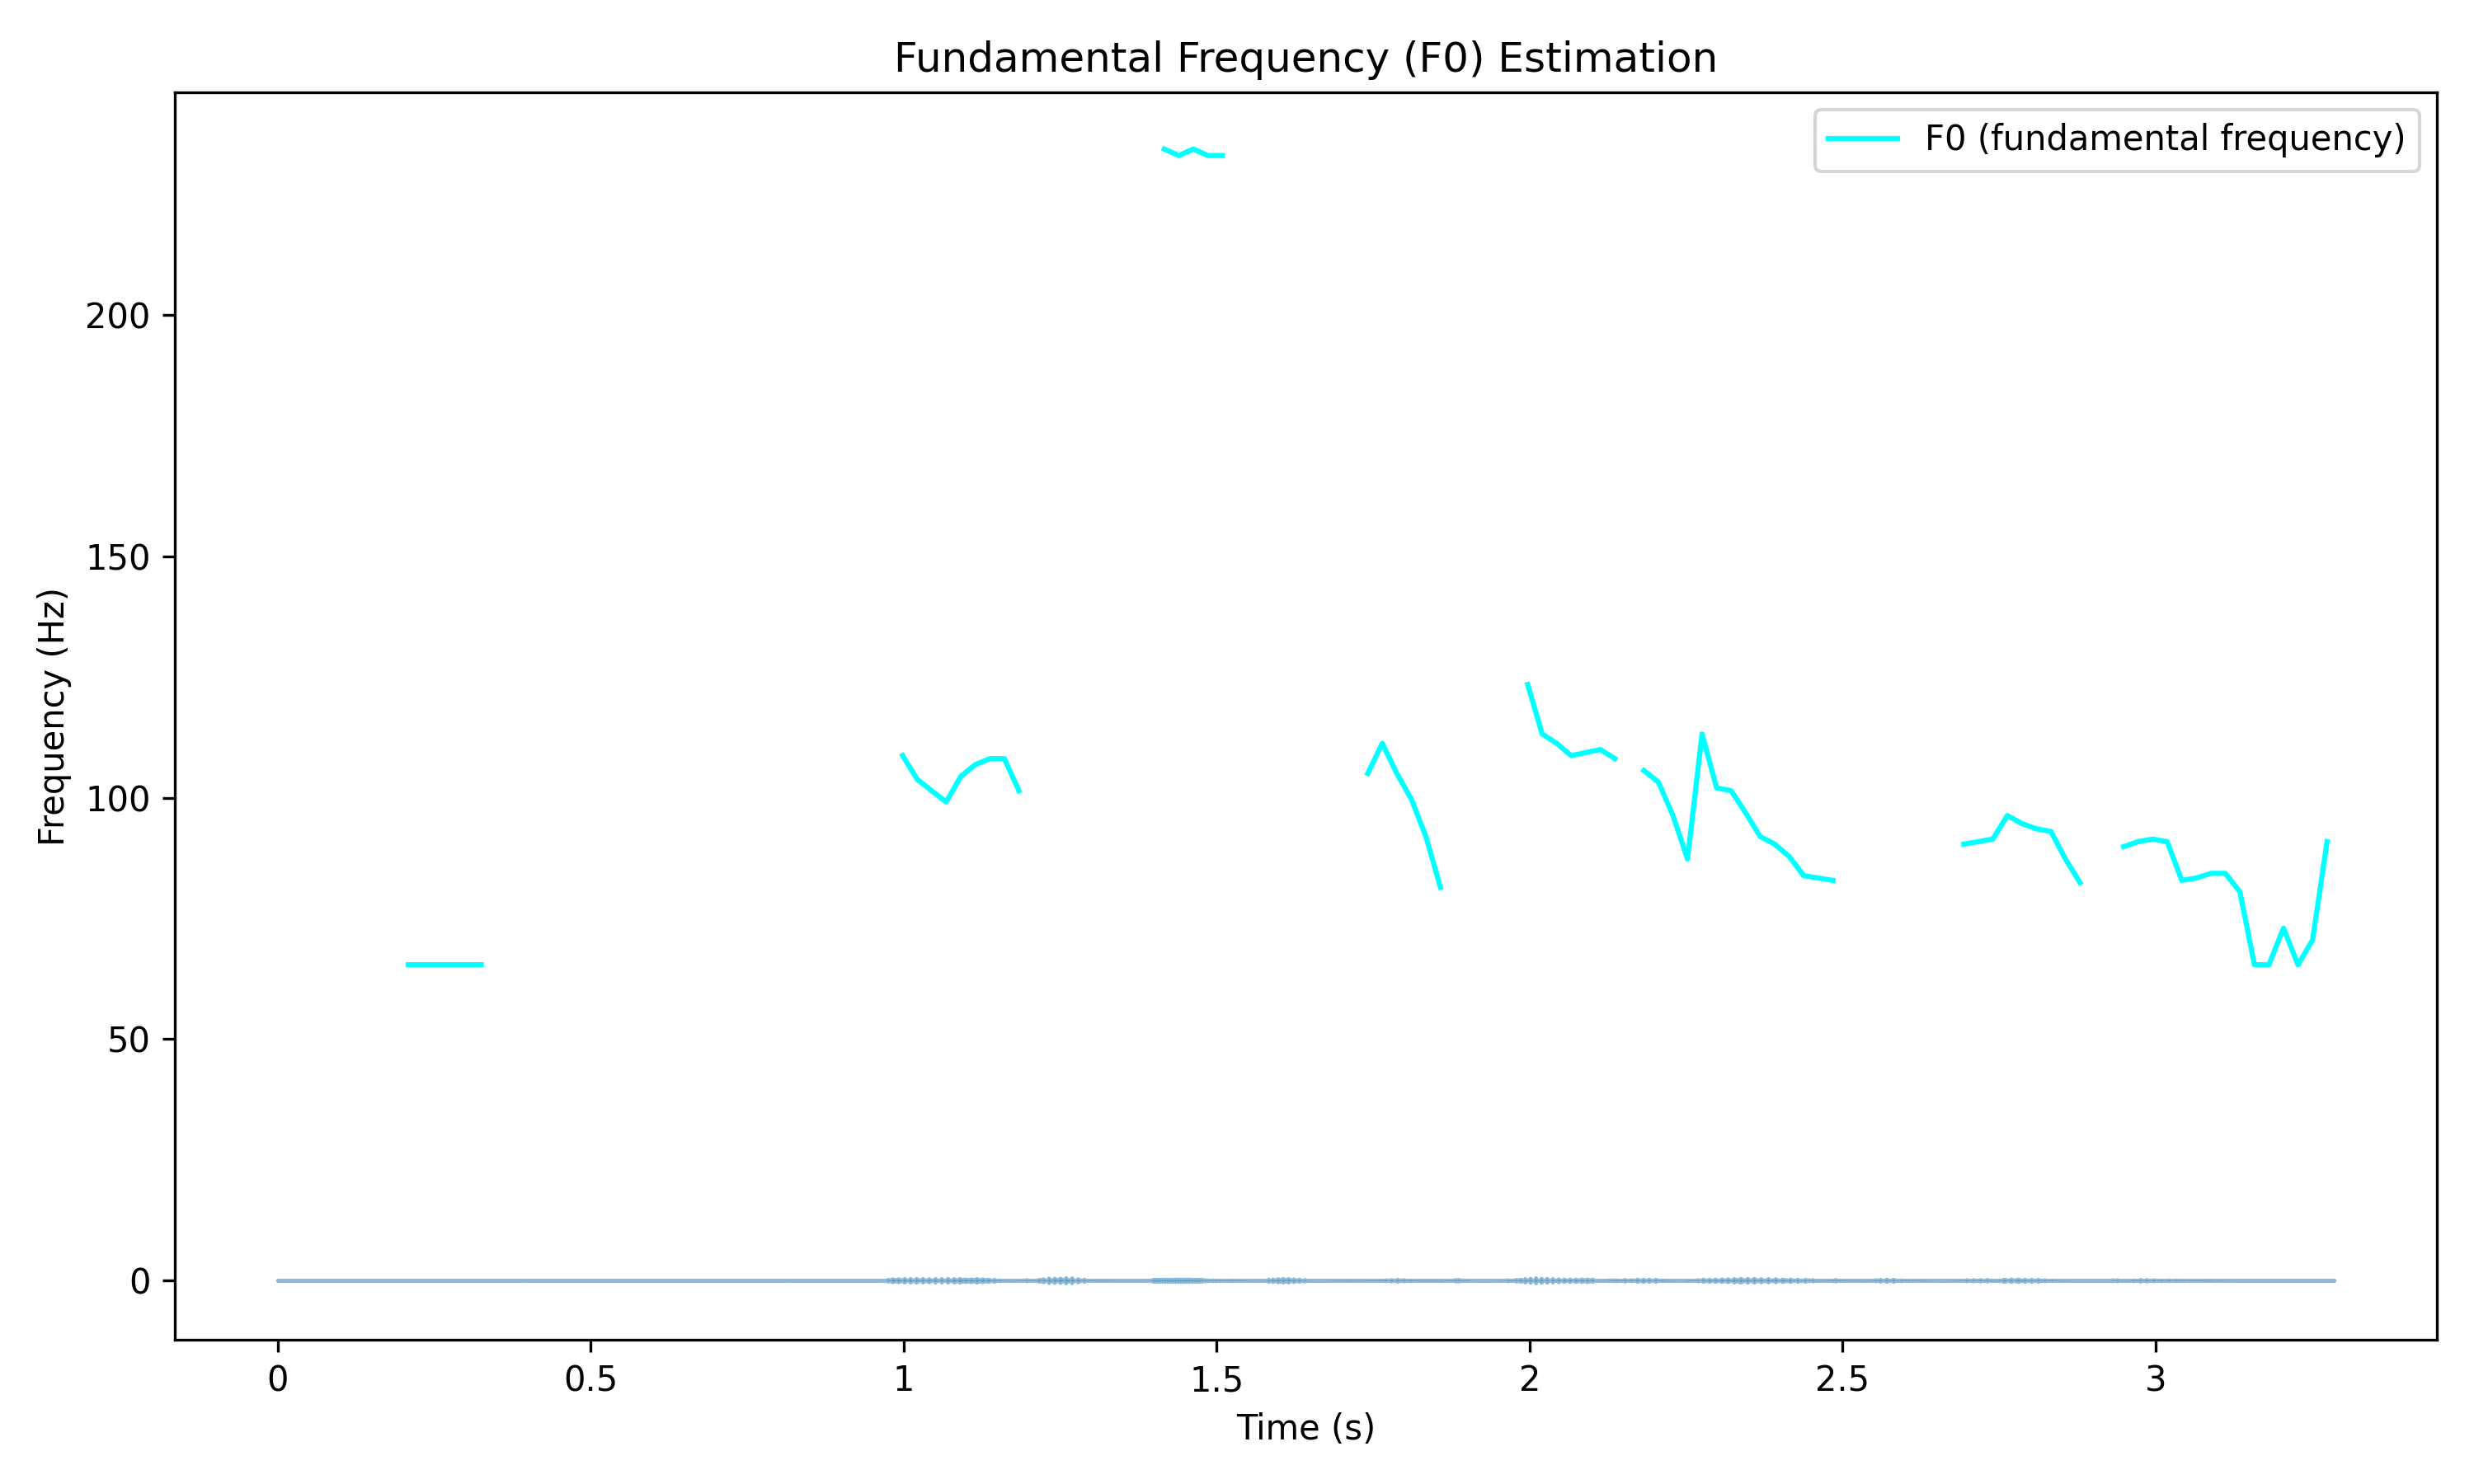 Fundamental Frequency (F0) Estimation
F0 (fundamental frequency)
Frequency (Hz)
200
150
100
50
0
0 0.5 1 1.5 2 2.5 3
Time (s)